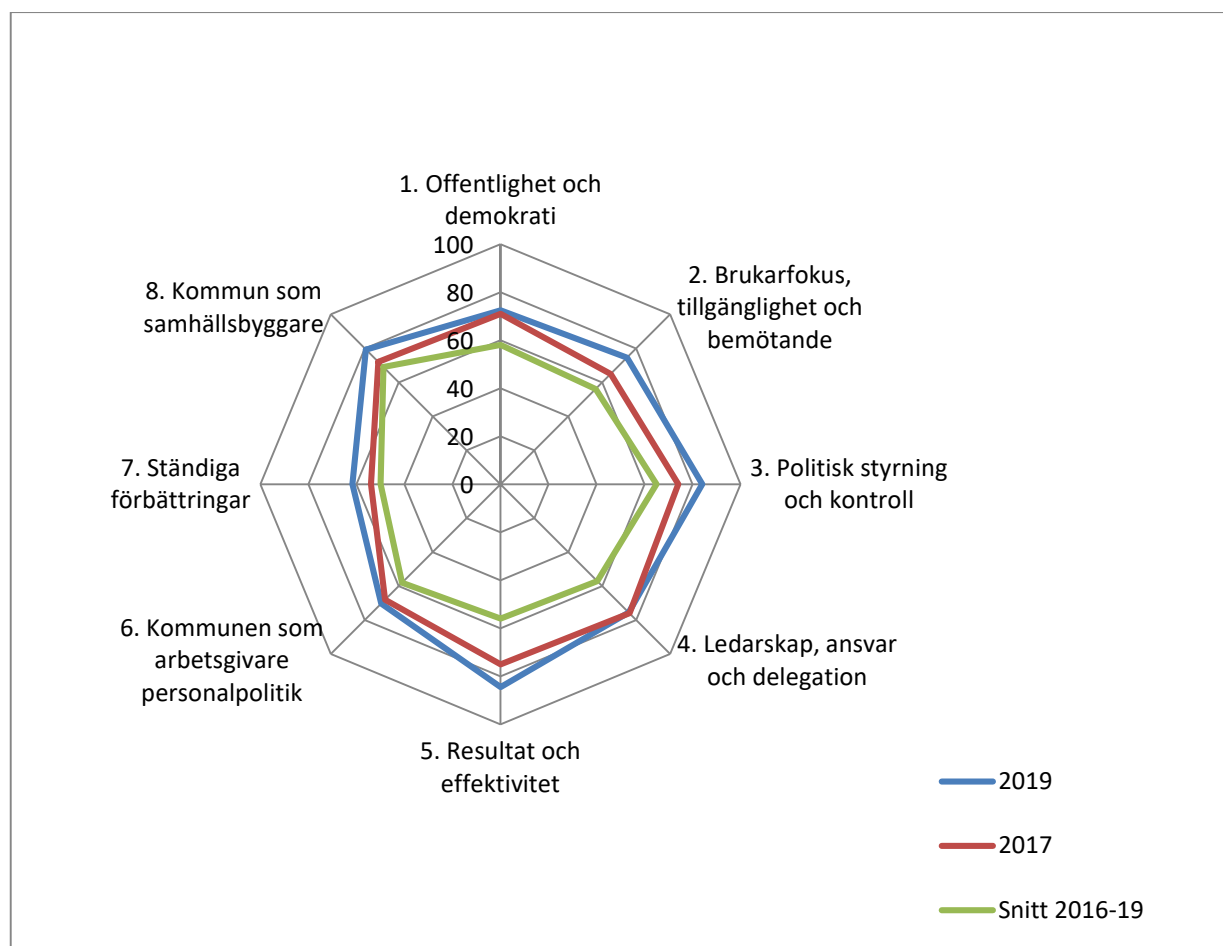 1. Offentlighet och
demokrati
100
80
60
40
20
0
2. Brukarfokus,
tillgänglighet och
bemötande
3. Politisk styrning
och kontroll
4. Ledarskap, ansvar
och delegation
5. Resultat och
effektivitet
6. Kommunen som
arbetsgivare
personalpolitik
7. Ständiga
förbättringar
8. Kommun som
samhällsbyggare
2019
2017
Snitt 2016-19